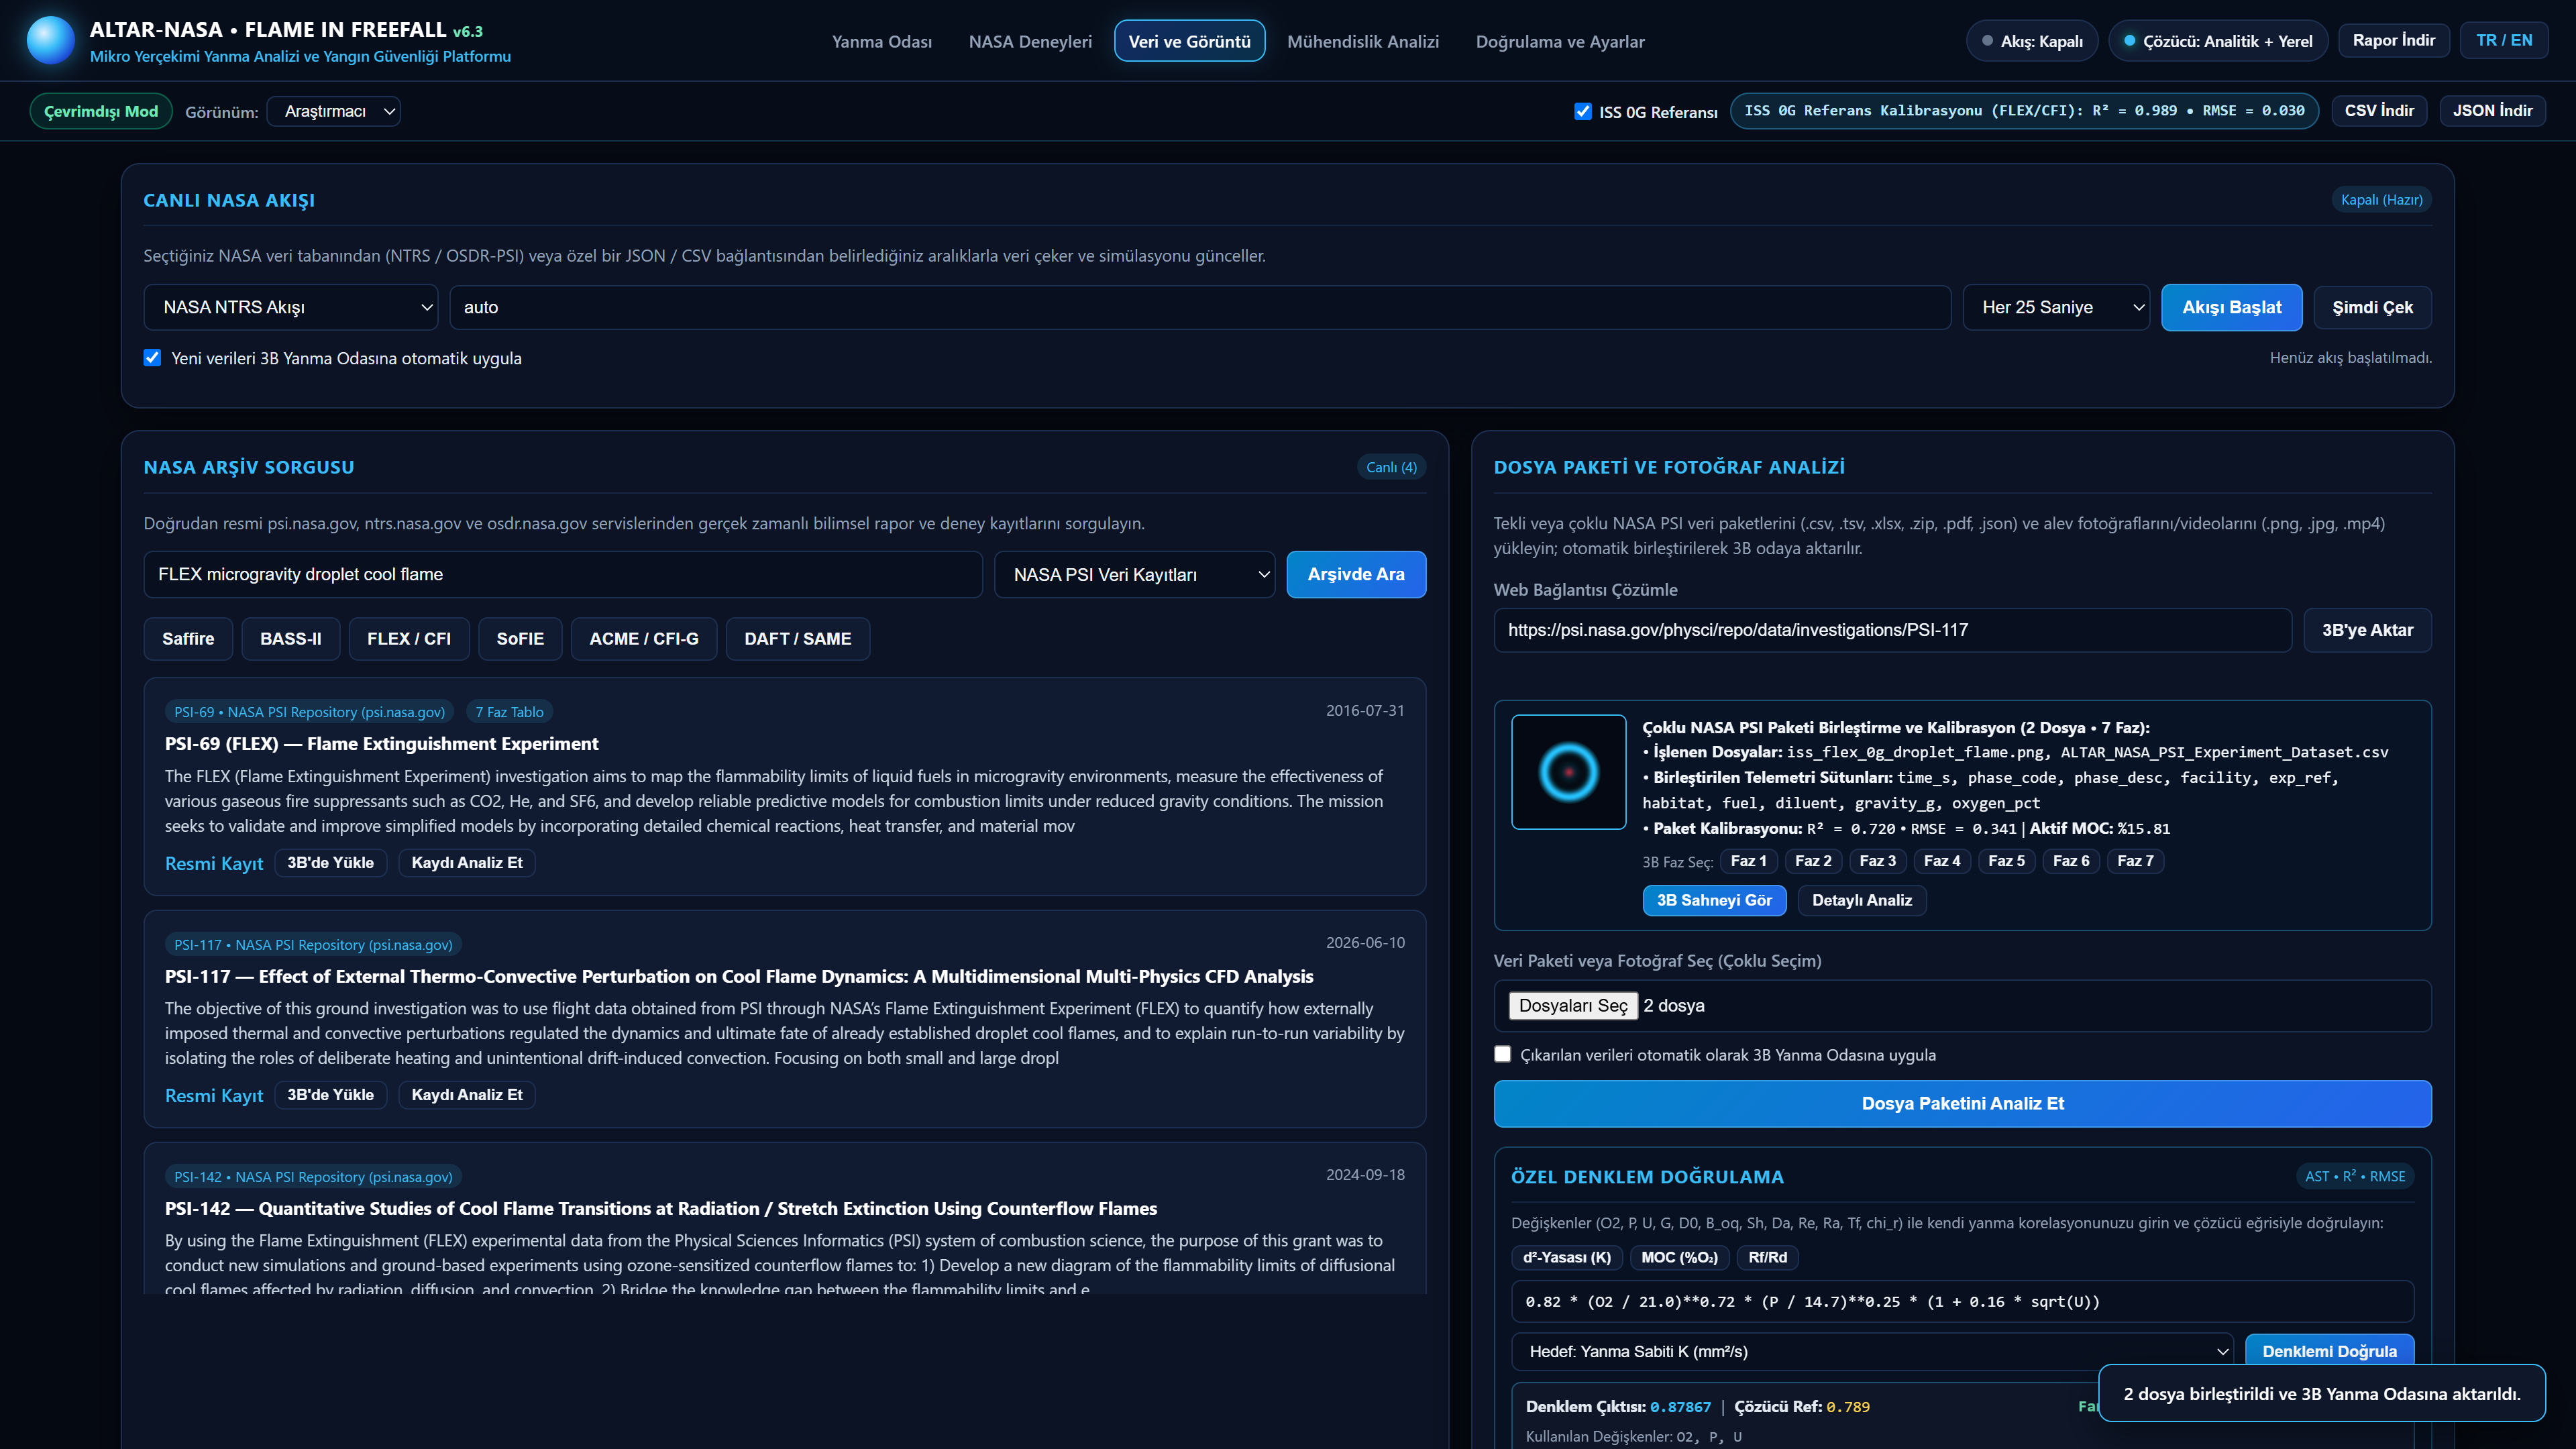 ALTAR-NASA • FLAME IN FREEFALL v6.3
Mikro Yerçekimi Yanma Analizi ve Yangın Güvenliği Platformu
Yanma Odası
NASA Deneyleri
Veri ve Görüntü
Mühendislik Analizi
Doğrulama ve Ayarlar
Akış: Kapalı
Çözücü: Analitik + Yerel
Rapor İndir
TR / EN
Çevrimdışı Mod
Görünüm:
Araştırmacı
ISS 0G Referansı
ISS 0G Referans Kalibrasyonu (FLEX/CFI): R² = 0.989 • RMSE = 0.030
CSV İndir
JSON İndir
CANLI NASA AKIŞI
Kapalı (Hazır)
Seçtiğiniz NASA veri tabanından (NTRS / OSDR-PSI) veya özel bir JSON / CSV bağlantısından belirlediğiniz aralıklarla veri çeker ve simülasyonu günceller.
NASA NTRS Akışı
auto
Her 25 Saniye
Akışı Başlat
Şimdi Çek
Yeni verileri 3B Yanma Odasına otomatik uygula
Henüz akış başlatılmadı.
NASA ARŞİV SORGUSU
Canlı (4)
Doğrudan resmi psi.nasa.gov, ntrs.nasa.gov ve osdr.nasa.gov servislerinden gerçek zamanlı bilimsel rapor ve deney kayıtlarını sorgulayın.
FLEX microgravity droplet cool flame
NASA PSI Veri Kayıtları
Arşivde Ara
Saffire
BASS-II
FLEX / CFI
SoFIE
ACME / CFI-G
DAFT / SAME
PSI-69 • NASA PSI Repository (psi.nasa.gov)
7 Faz Tablo
2016-07-31
PSI-69 (FLEX) — Flame Extinguishment Experiment
The FLEX (Flame Extinguishment Experiment) investigation aims to map the flammability limits of liquid fuels in microgravity environments, measure the effectiveness of
various gaseous fire suppressants such as CO2, He, and SF6, and develop reliable predictive models for combustion limits under reduced gravity conditions. The mission
seeks to validate and improve simplified models by incorporating detailed chemical reactions, heat transfer, and material mov
Resmi Kayıt
3B'de Yükle
Kaydı Analiz Et
PSI-117 • NASA PSI Repository (psi.nasa.gov)
2026-06-10
PSI-117 — Effect of External Thermo-Convective Perturbation on Cool Flame Dynamics: A Multidimensional Multi-Physics CFD Analysis
The objective of this ground investigation was to use flight data obtained from PSI through NASA's Flame Extinguishment Experiment (FLEX) to quantify how externally
imposed thermal and convective perturbations regulated the dynamics and ultimate fate of already established droplet cool flames, and to explain run-to-run variability by
isolating the roles of deliberate heating and unintentional drift-induced convection. Focusing on both small and large dropl
Resmi Kayıt
3B'de Yükle
Kaydı Analiz Et
PSI-142 • NASA PSI Repository (psi.nasa.gov)
2024-09-18
PSI-142 — Quantitative Studies of Cool Flame Transitions at Radiation / Stretch Extinction Using Counterflow Flames
By using the Flame Extinguishment (FLEX) experimental data from the Physical Sciences Informatics (PSI) system of combustion science, the purpose of this grant was to
conduct new simulations and ground-based experiments using ozone-sensitized counterflow flames to: 1) Develop a new diagram of the flammability limits of diffusional
cool flames affected by radiation, diffusion, and convection. 2) Bridge the knowledge gap between the flammability limits and e
DOSYA PAKETİ VE FOTOĞRAF ANALİZİ
Tekli veya çoklu NASA PSI veri paketlerini (.csv, .tsv, .xlsx, .zip, .pdf, .json) ve alev fotoğraflarını/videolarını (.png, .jpg, .mp4)
yükleyin; otomatik birleştirilerek 3B odaya aktarılır.
Web Bağlantısı Çözümle
https://psi.nasa.gov/physci/repo/data/investigations/PSI-117
3B'ye Aktar
Çoklu NASA PSI Paketi Birleştirme ve Kalibrasyon (2 Dosya • 7 Faz):
• İşlenen Dosyalar: iss_flex_0g_droplet_flame.png, ALTAR_NASA_PSI_Experiment_Dataset.csv
• Birleştirilen Telemetri Sütunları: time_s, phase_code, phase_desc, facility, exp_ref,
habitat, fuel, diluent, gravity_g, oxygen_pct
• Paket Kalibrasyonu: R² = 0.720 • RMSE = 0.341 | Aktif MOC: %15.81
3B Faz Seç:
Faz 1
Faz 2
Faz 3
Faz 4
Faz 5
Faz 6
Faz 7
3B Sahneyi Gör
Detaylı Analiz
Veri Paketi veya Fotoğraf Seç (Çoklu Seçim)
Dosyaları Seç 2 dosya
Çıkarılan verileri otomatik olarak 3B Yanma Odasına uygula
Dosya Paketini Analiz Et
ÖZEL DENKLEM DOĞRULAMA
AST • R² • RMSE
Değişkenler (O2, P, U, G, D0, B_oq, Sh, Da, Re, Ra, Tf, chi_r) ile kendi yanma korelasyonunuzu girin ve çözücü eğrisiyle doğrulayın:
d²-Yasası (K)
MOC (%O₂)
Rf/Rd
0.82 * (O2 / 21.0)**0.72 * (P / 14.7)**0.25 * (1 + 0.16 * sqrt(U))
Hedef: Yanma Sabiti K (mm²/s)
Denklemi Doğrula
Denklem Çıktısı: 0.87867 | Çözücü Ref: 0.789
Kullanılan Değişkenler: O2, P, U
2 dosya birleştirildi ve 3B Yanma Odasına aktarıldı.